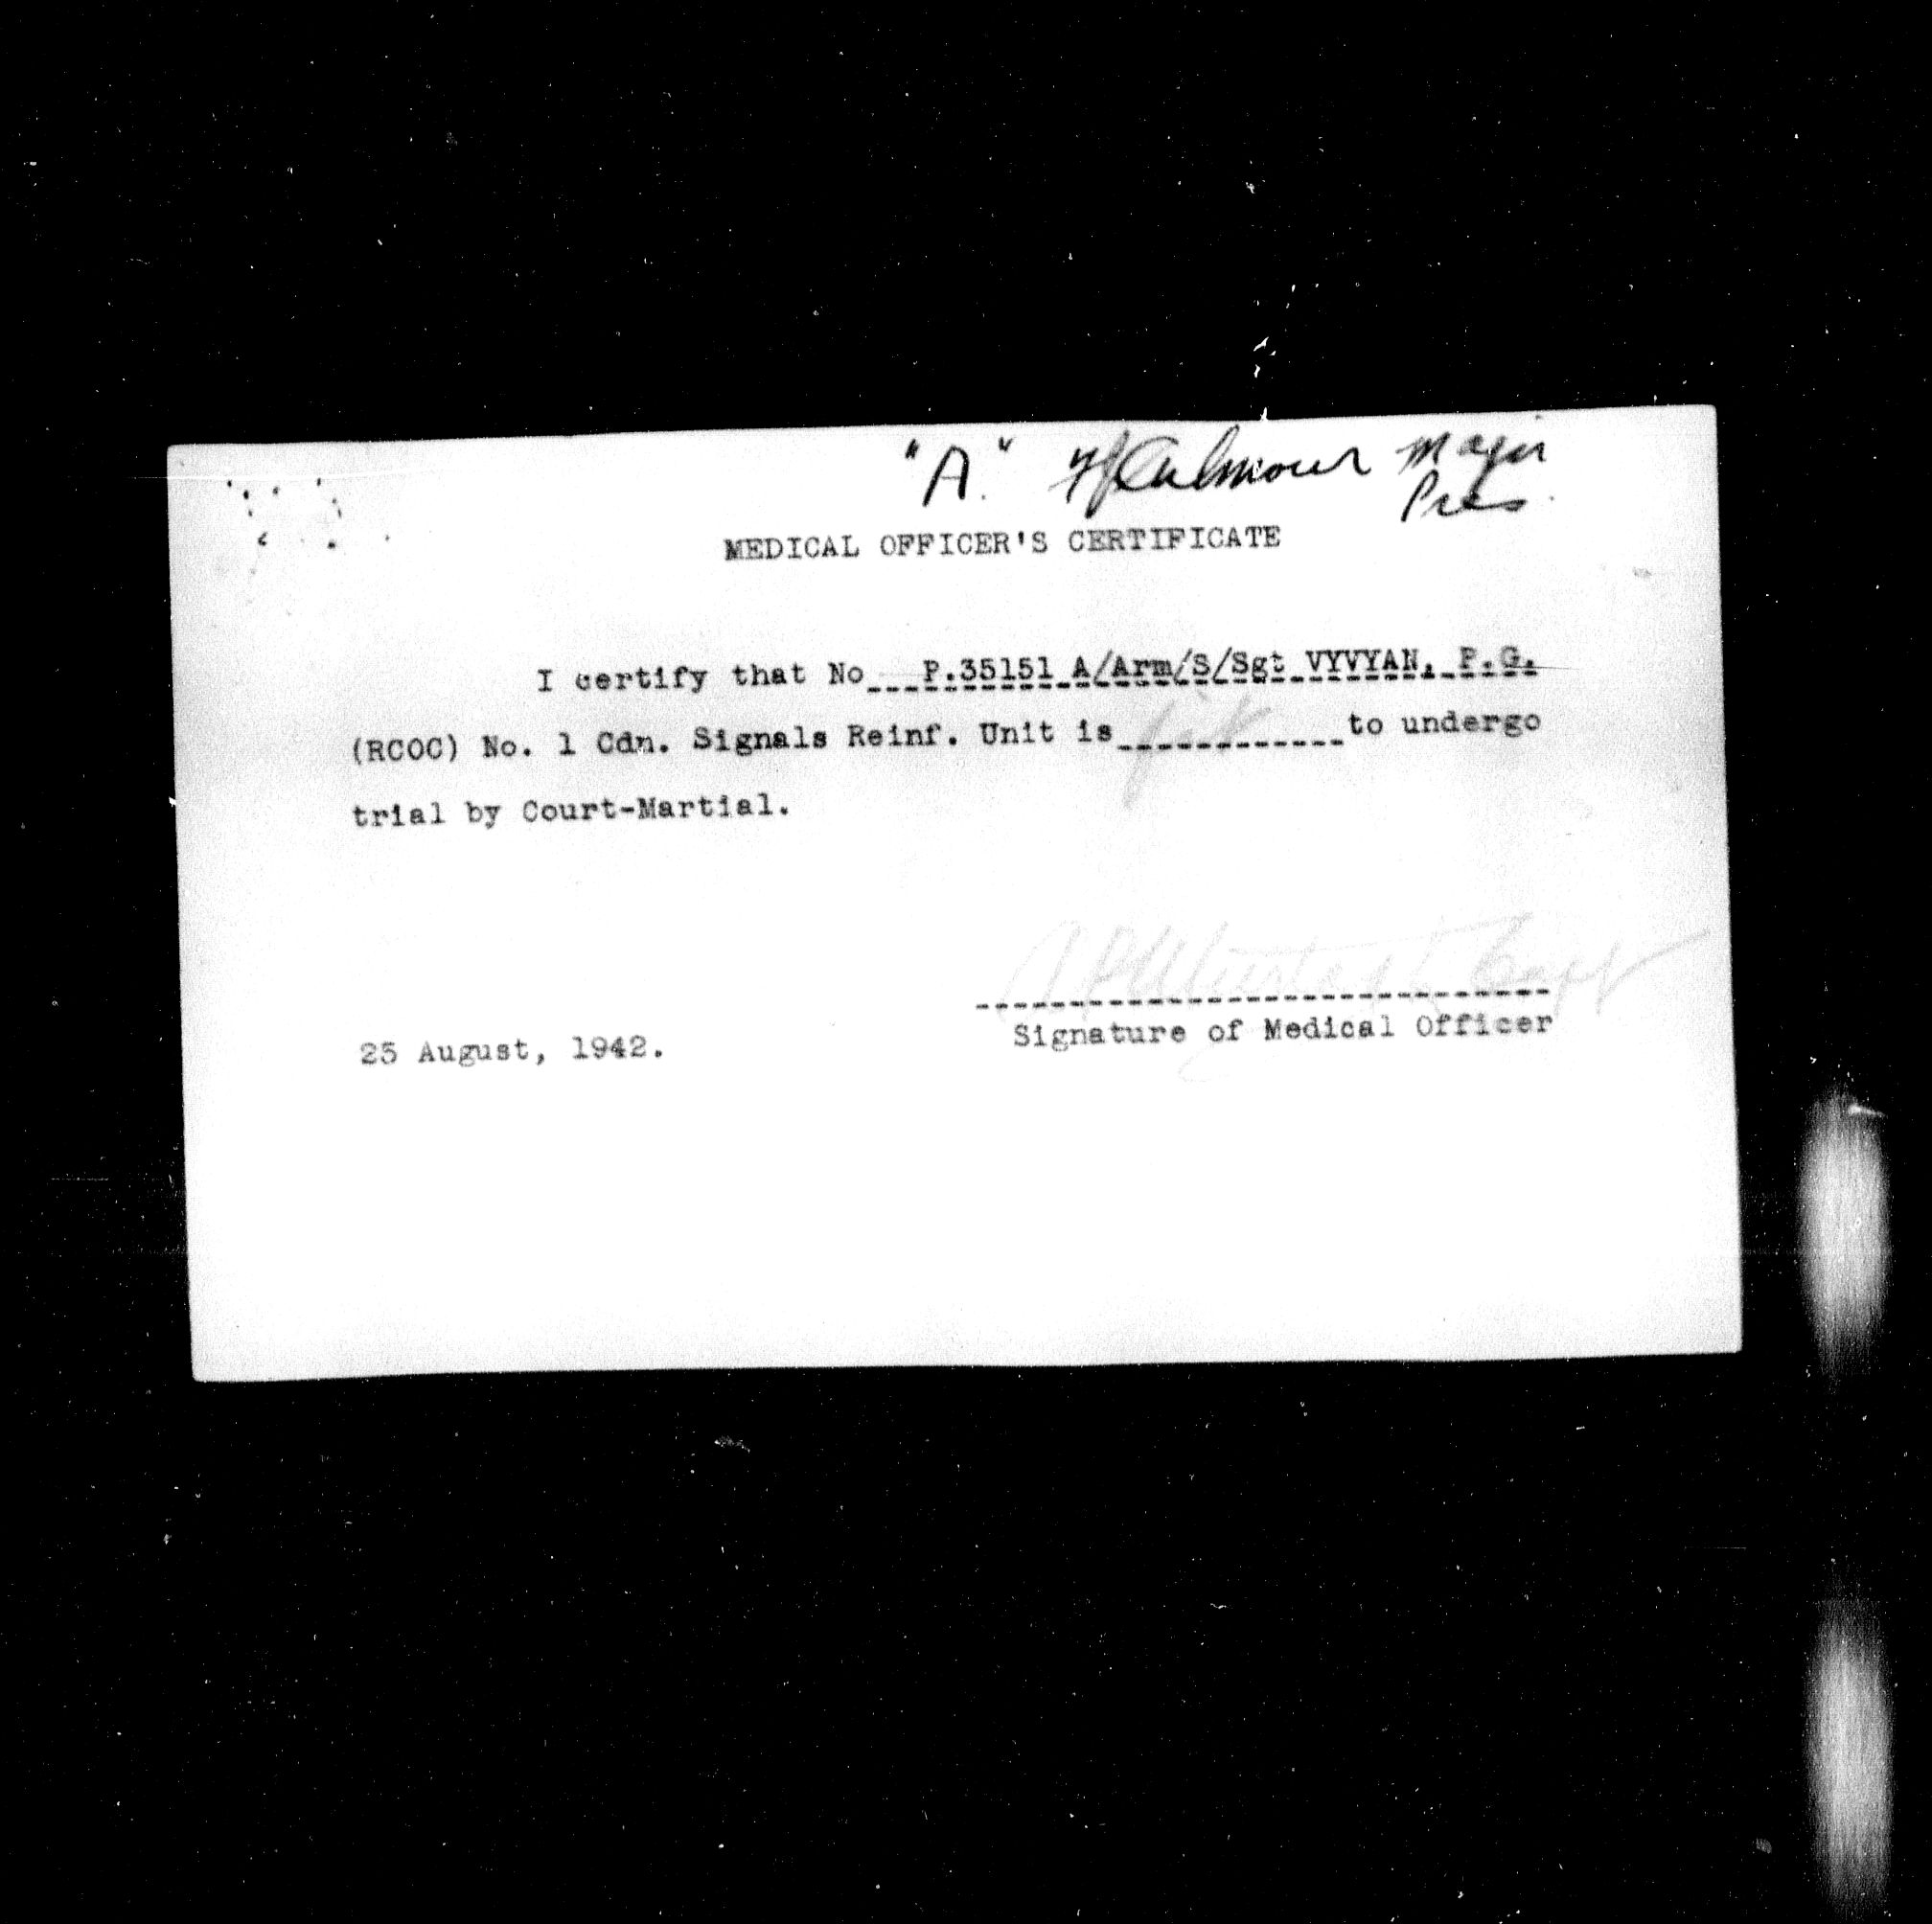 "A." Major
Pres
MEDICAL OFFICER'S CERTIFICATE
I certify that No P.35151 A/Arm/S/Sgt VYVYAN, P.G.
(RCOC) No. 1 Cdn. Signals Reinf. Unit is fit to undergo
trial by Court-Martial.
Capt
Signature of Medical Officer
25 August, 1942.